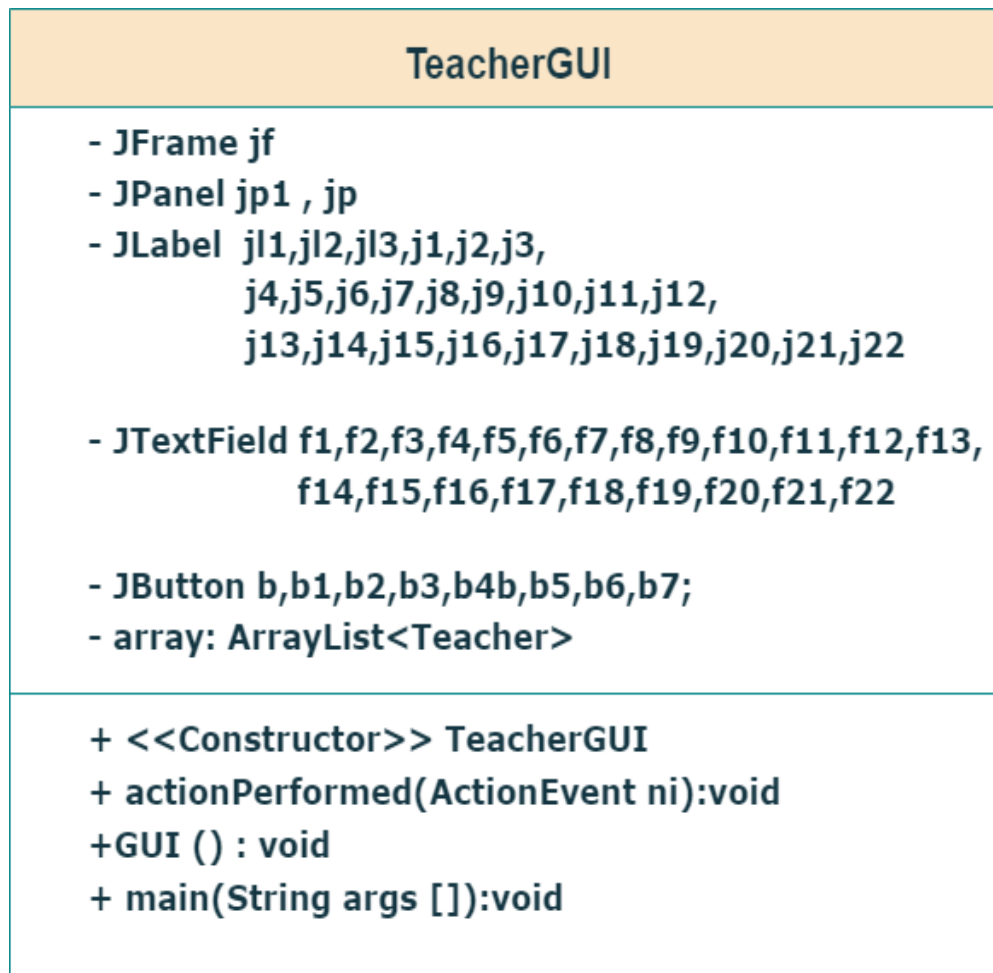 TeacherGUI
- JFrame jf
- JPanel jp1 , jp
- JLabel jl1,jl2,jl3,j1,j2,j3,
j4,j5,j6,j7,j8,j9,j10,j11,j12,
j13,j14,j15,j16,j17,j18,j19,j20,j21,j22
- JTextField f1,f2,f3,f4,f5,f6,f7,f8,f9,f10,f11,f12,f13,
f14,f15,f16,f17,f18,f19,f20,f21,f22
- JButton b,b1,b2,b3,b4b,b5,b6,b7;
- array: ArrayList<Teacher>
+ <<Constructor>> TeacherGUI
+ actionPerformed(ActionEvent ni):void
+GUI () : void
+ main(String args []):void